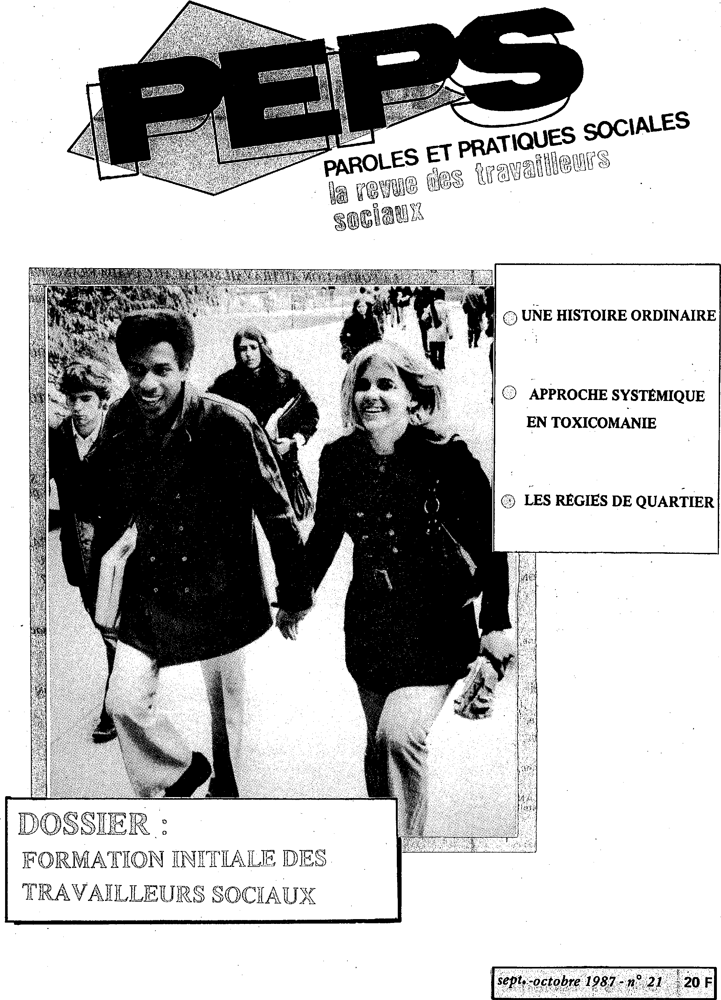 PEPS
PAROLES ET PRATIQUES SOCIALES
la revue des travailleurs
sociaux
UNE HISTOIRE ORDINAIRE
APPROCHE SYSTÉMIQUE
EN TOXICOMANIE
LES RÉGIES DE QUARTIER
DOSSIER :
FORMATION INITIALE DES
TRAVAILLEURS SOCIAUX
sept.-octobre 1987 - n° 21 20 F